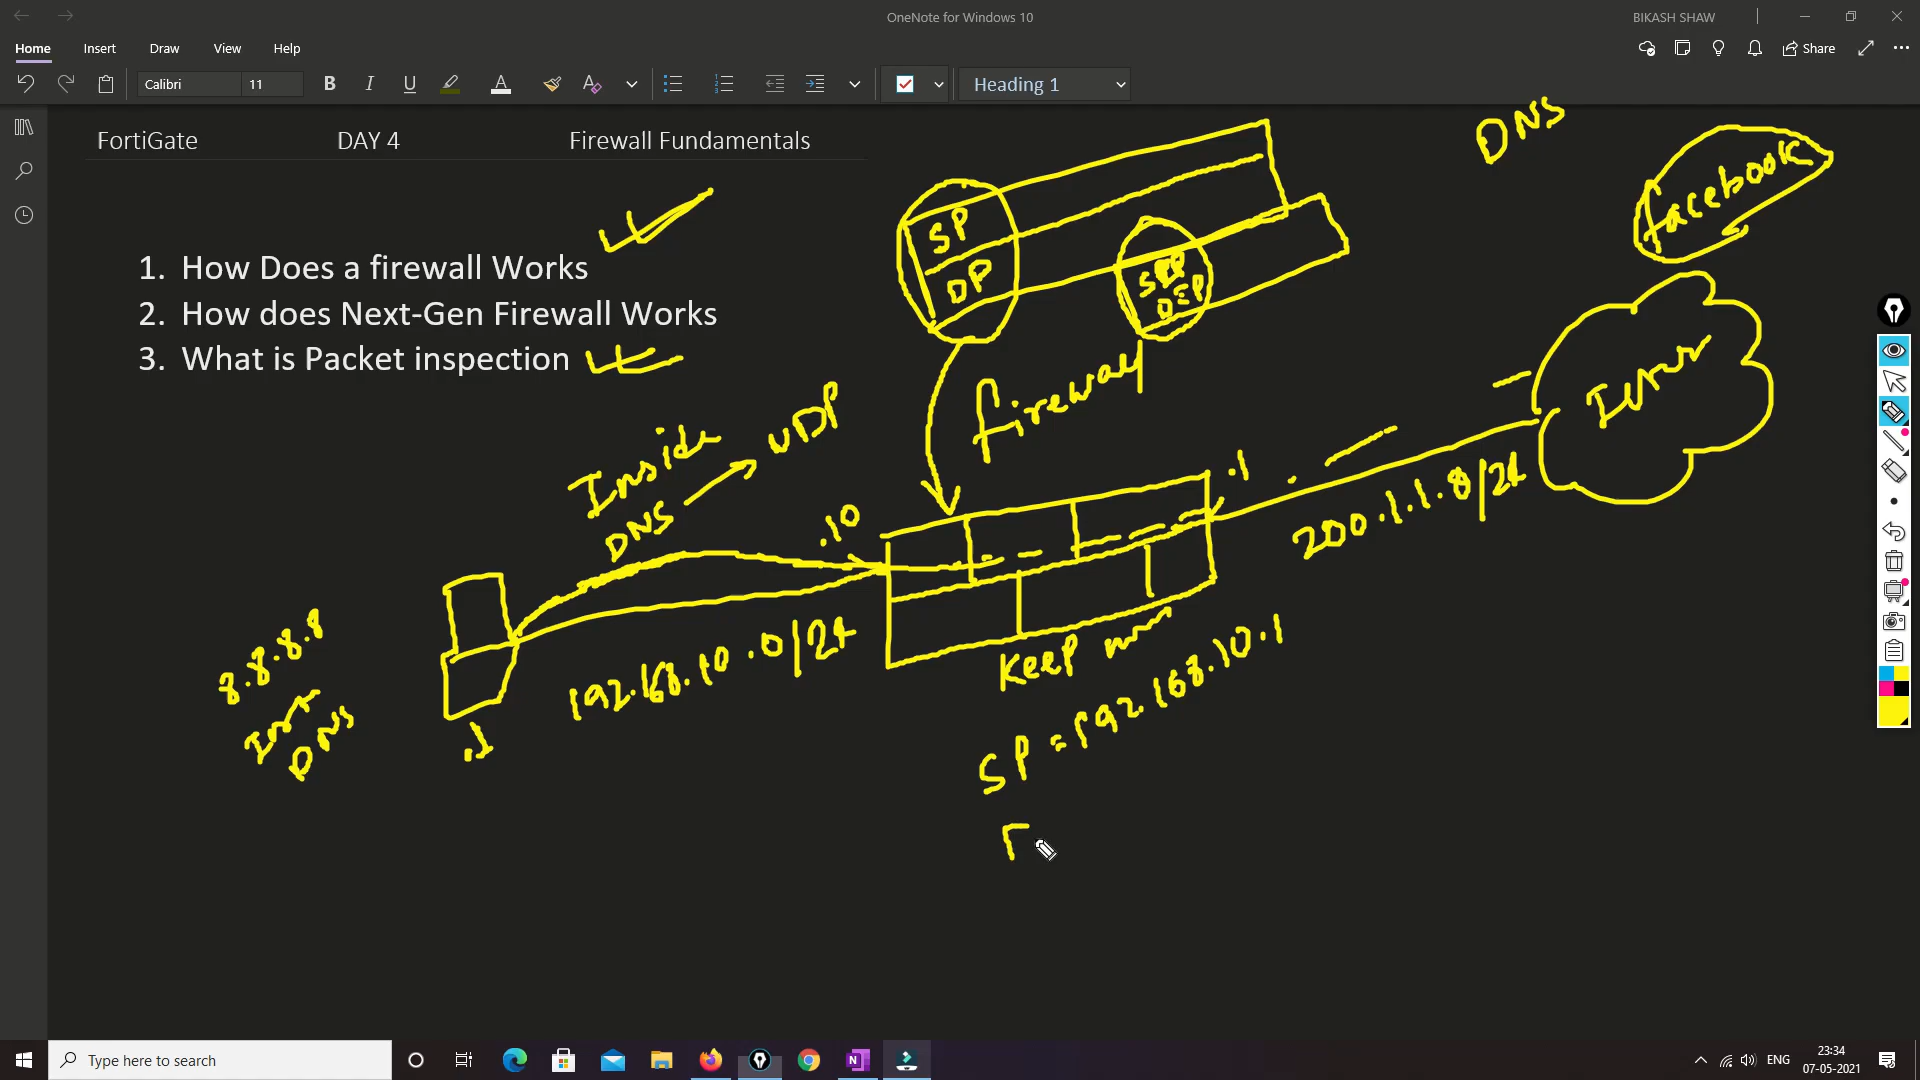 OneNote for Windows 10
BIKASH SHAW
Home Insert Draw View Help
Share
Calibri 11 B I U A A Heading 1
FortiGate DAY 4 Firewall Fundamentals
DNS
facebook
1. How Does a firewall Works
2. How does Next-Gen Firewall Works
3. What is Packet inspection
SP
DP
firewall
Inside
DNS → UDP
.10
.1
200.1.1.8/24
192.168.10.0/24
8.8.8.8
DNS
.1
Keep
SP = 192.168.10.1
Type here to search
ENG
23:34
07-05-2021